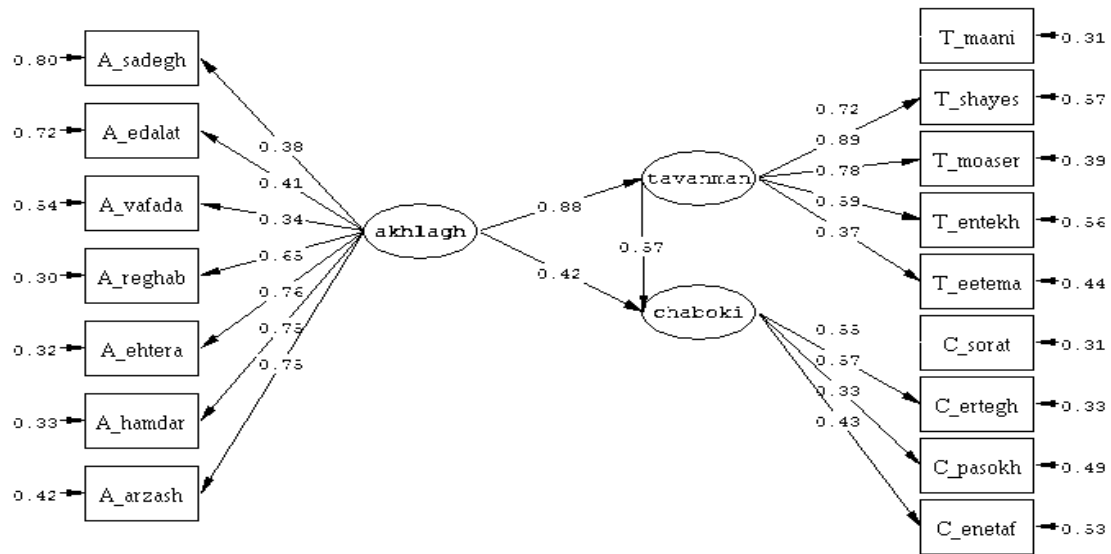 0.80 A_sadegh
0.72 A_edalat
0.54 A_vafada
0.30 A_reghab
0.32 A_ehtera
0.33 A_hamdar
0.42 A_arzash
0.38
0.41
0.34
0.65
0.76
0.75
0.75
akhlagh
0.88
0.42
tavanman
0.57
chaboki
0.72
0.89
0.78
0.59
0.37
0.55
0.57
0.33
0.43
T_maani 0.31
T_shayes 0.57
T_moaser 0.39
T_entekh 0.56
T_eetema 0.44
C_sorat 0.31
C_ertegh 0.33
C_pasokh 0.49
C_enetaf 0.53